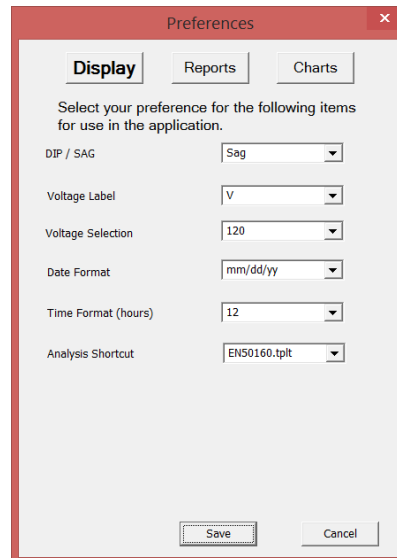 Preferences
x
Display Reports Charts
Select your preference for the following items
for use in the application.
DIP / SAG Sag
Voltage Label V
Voltage Selection 120
Date Format mm/dd/yy
Time Format (hours) 12
Analysis Shortcut EN50160.tplt
Save Cancel